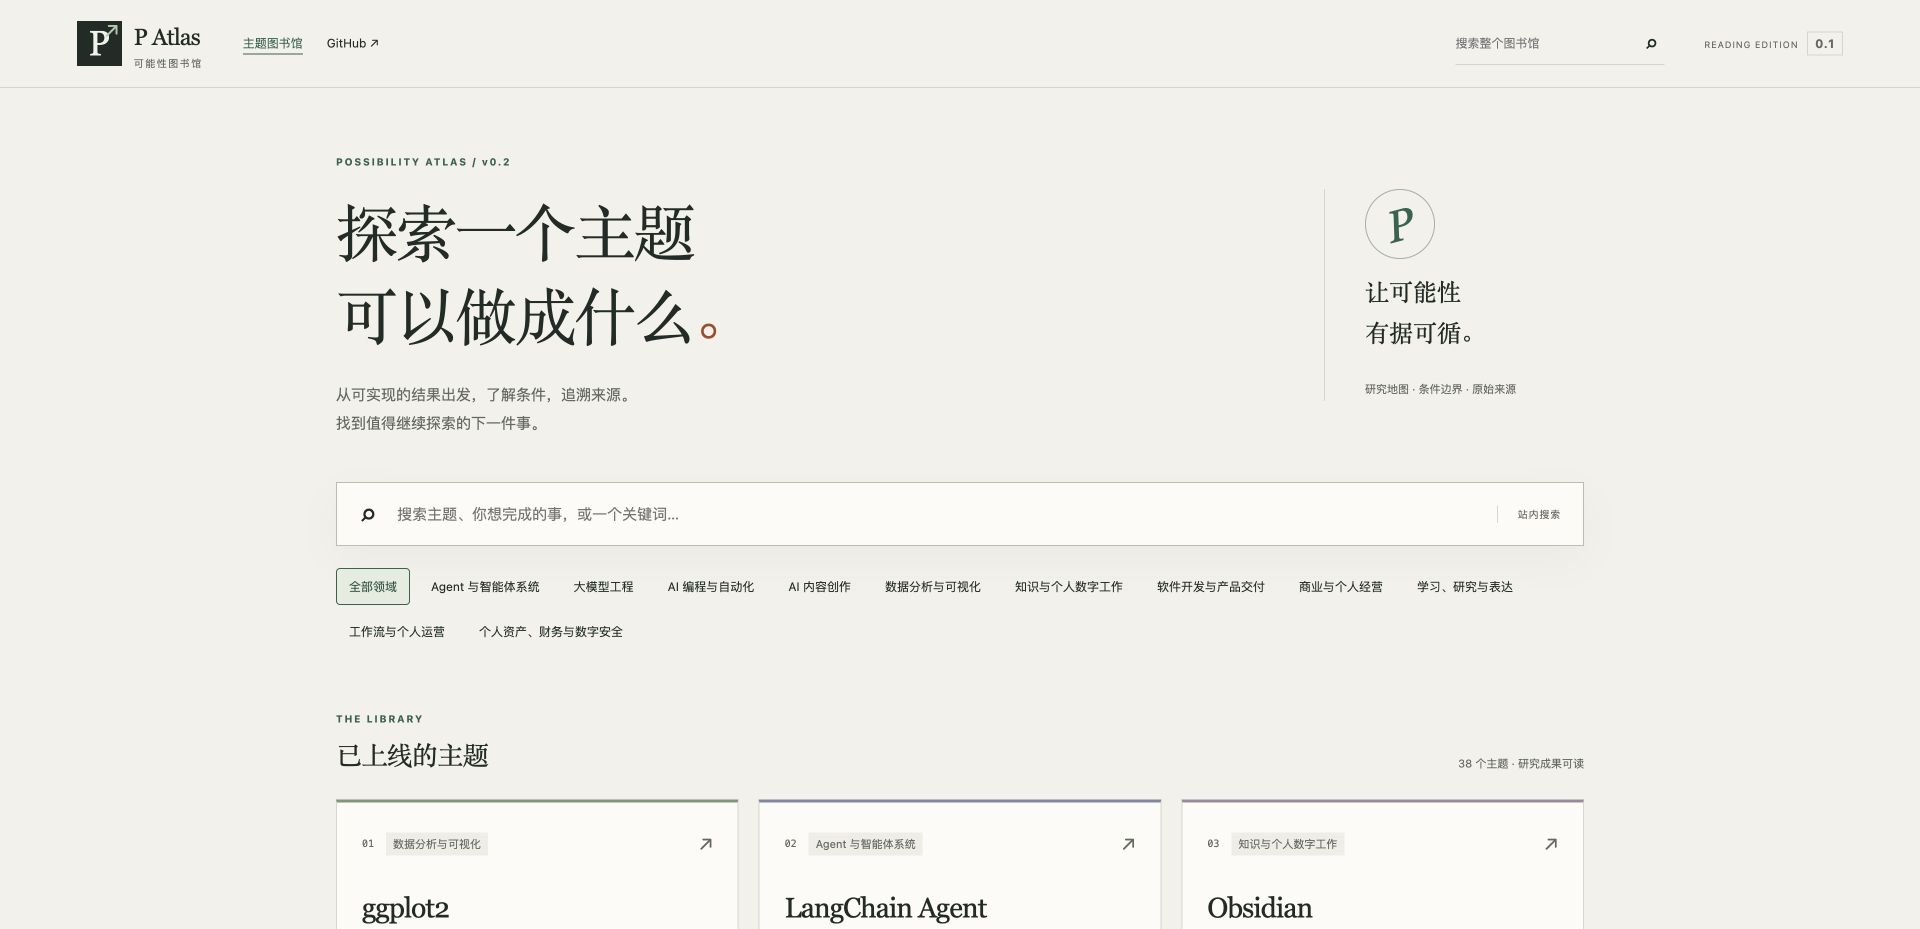 P
P Atlas
可能性图书馆
主题图书馆
GitHub ↗
搜索整个图书馆
READING EDITION 0.1
POSSIBILITY ATLAS / v0.2
探索一个主题
可以做成什么。
从可实现的结果出发，了解条件，追溯来源。
找到值得继续探索的下一件事。
P
让可能性
有据可循。
研究地图 · 条件边界 · 原始来源
搜索主题、你想完成的事，或一个关键词...
站内搜索
全部领域 Agent 与智能体系统 大模型工程 AI 编程与自动化 AI 内容创作 数据分析与可视化 知识与个人数字工作 软件开发与产品交付 商业与个人经营 学习、研究与表达
工作流与个人运营 个人资产、财务与数字安全
THE LIBRARY
已上线的主题
38 个主题 · 研究成果可读
01 数据分析与可视化 ↗
ggplot2
02 Agent 与智能体系统 ↗
LangChain Agent
03 知识与个人数字工作 ↗
Obsidian